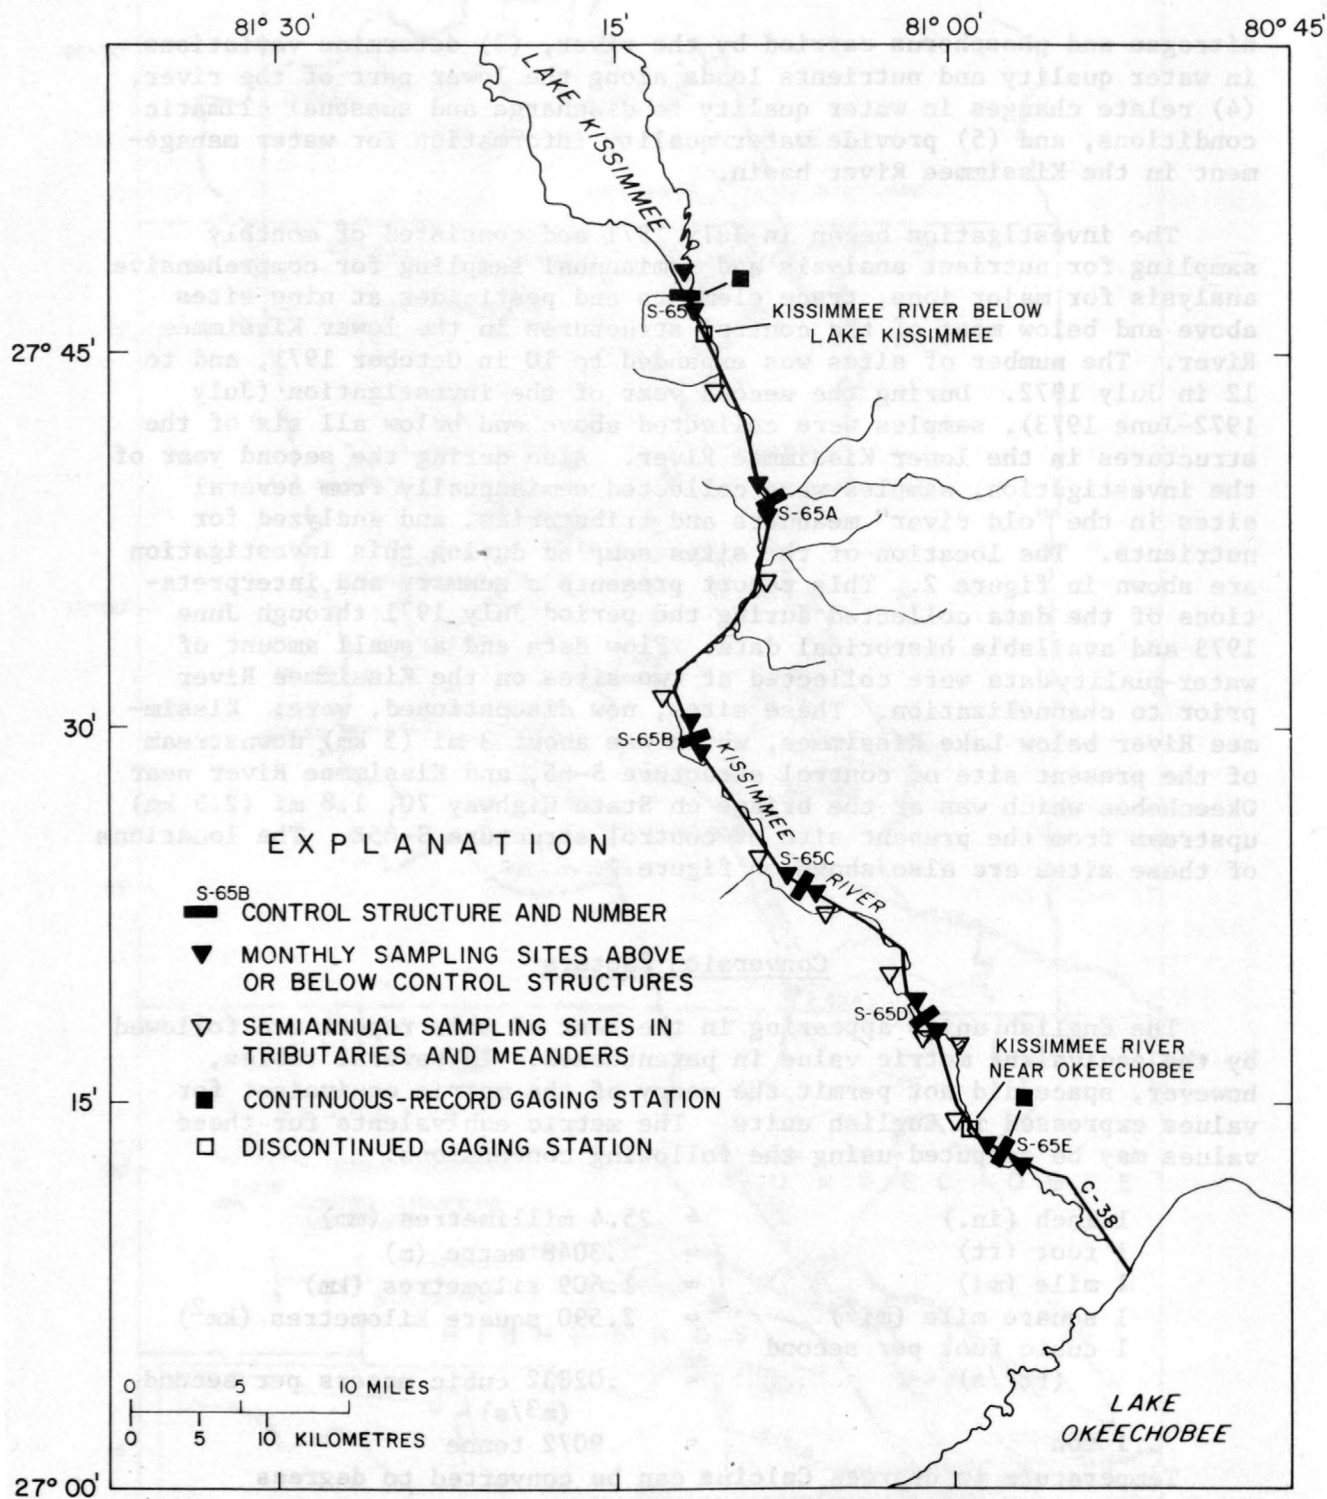 81° 30'
15'
81° 00'
80° 45'
LAKE KISSIMMEE
S-65
KISSIMMEE RIVER BELOW
LAKE KISSIMMEE
27° 45'
S-65A
30'
S-65B
KISSIMMEE RIVER
S-65C
EXPLANATION
S-65B
CONTROL STRUCTURE AND NUMBER
MONTHLY SAMPLING SITES ABOVE
OR BELOW CONTROL STRUCTURES
SEMIANNUAL SAMPLING SITES IN
TRIBUTARIES AND MEANDERS
CONTINUOUS-RECORD GAGING STATION
DISCONTINUED GAGING STATION
S-65D
KISSIMMEE RIVER
NEAR OKEECHOBEE
15'
S-65E
C-38
0 5 10 MILES
0 5 10 KILOMETRES
LAKE
OKEECHOBEE
27° 00'